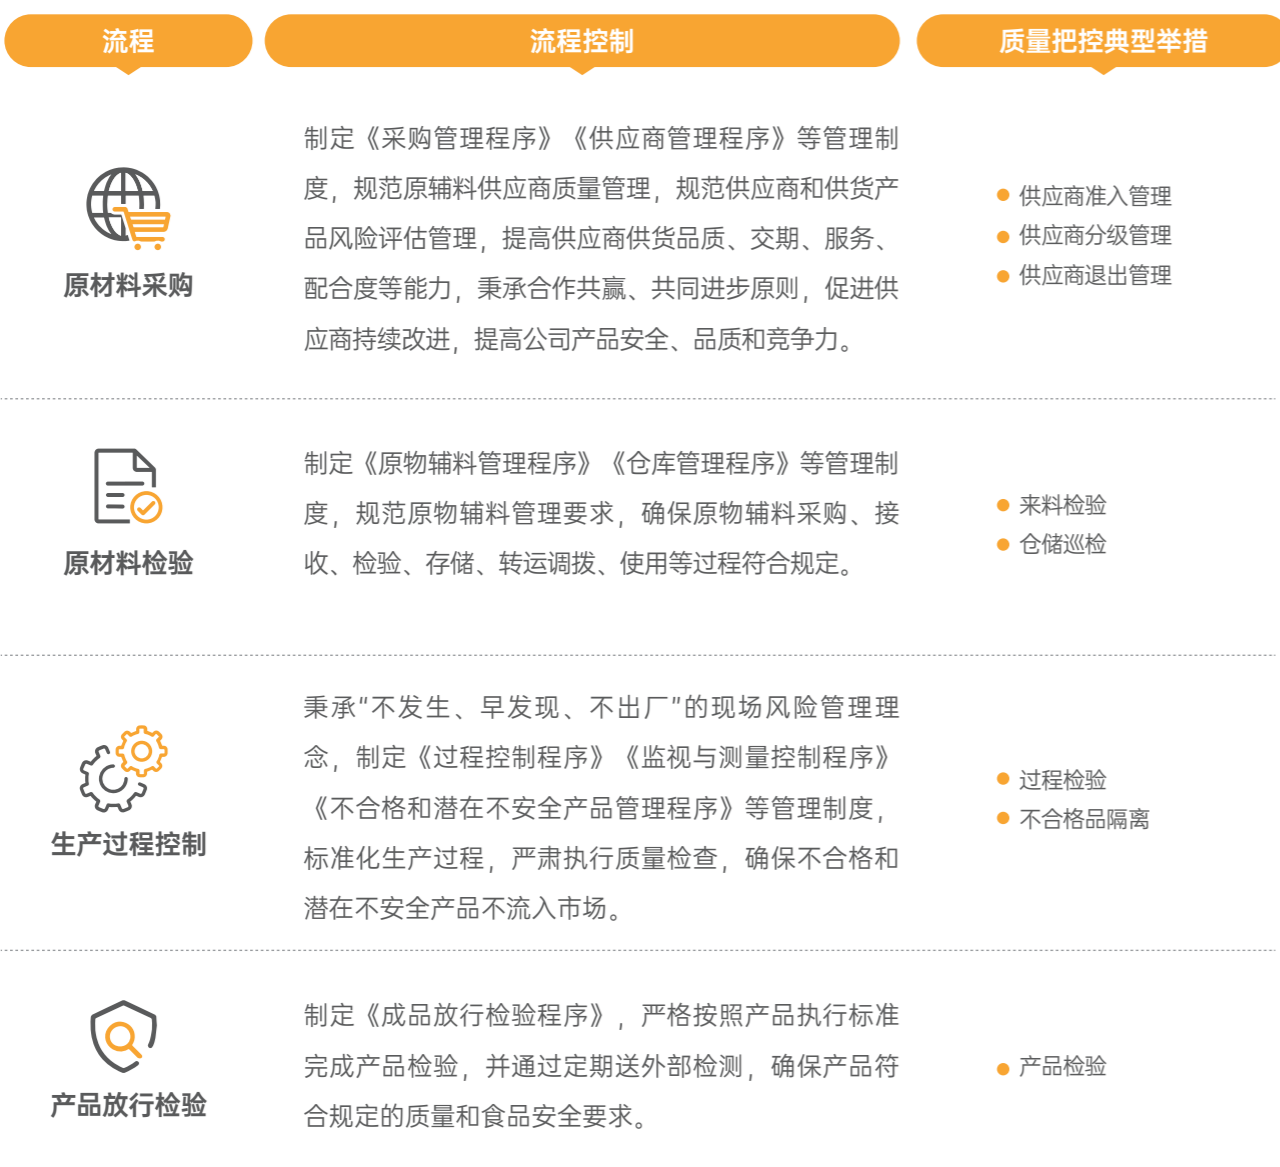 流程
流程控制
质量把控典型举措
原材料采购
制定《采购管理程序》《供应商管理程序》等管理制
度，规范原辅料供应商质量管理，规范供应商和供货产
品风险评估管理，提高供应商供货品质、交期、服务、
配合度等能力，秉承合作共赢、共同进步原则，促进供
应商持续改进，提高公司产品安全、品质和竞争力。
供应商准入管理
供应商分级管理
供应商退出管理
原材料检验
制定《原物辅料管理程序》《仓库管理程序》等管理制
度，规范原物辅料管理要求，确保原物辅料采购、接
收、检验、存储、转运调拨、使用等过程符合规定。
来料检验
仓储巡检
生产过程控制
秉承“不发生、早发现、不出厂”的现场风险管理理
念，制定《过程控制程序》《监视与测量控制程序》
《不合格和潜在不安全产品管理程序》等管理制度，
标准化生产过程，严肃执行质量检查，确保不合格和
潜在不安全产品不流入市场。
过程检验
不合格品隔离
产品放行检验
制定《成品放行检验程序》，严格按照产品执行标准
完成产品检验，并通过定期送外部检测，确保产品符
合规定的质量和食品安全要求。
产品检验